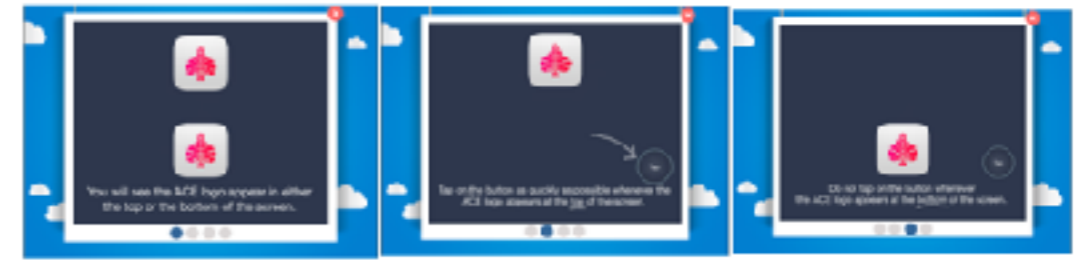 You will see the ACE logo appear in either
the top or the bottom of the screen.
Tap on the button as quickly as possible whenever the
ACE logo appears at the top of the screen.
Do not tap on the button whenever
the ACE logo appears at the bottom of the screen.